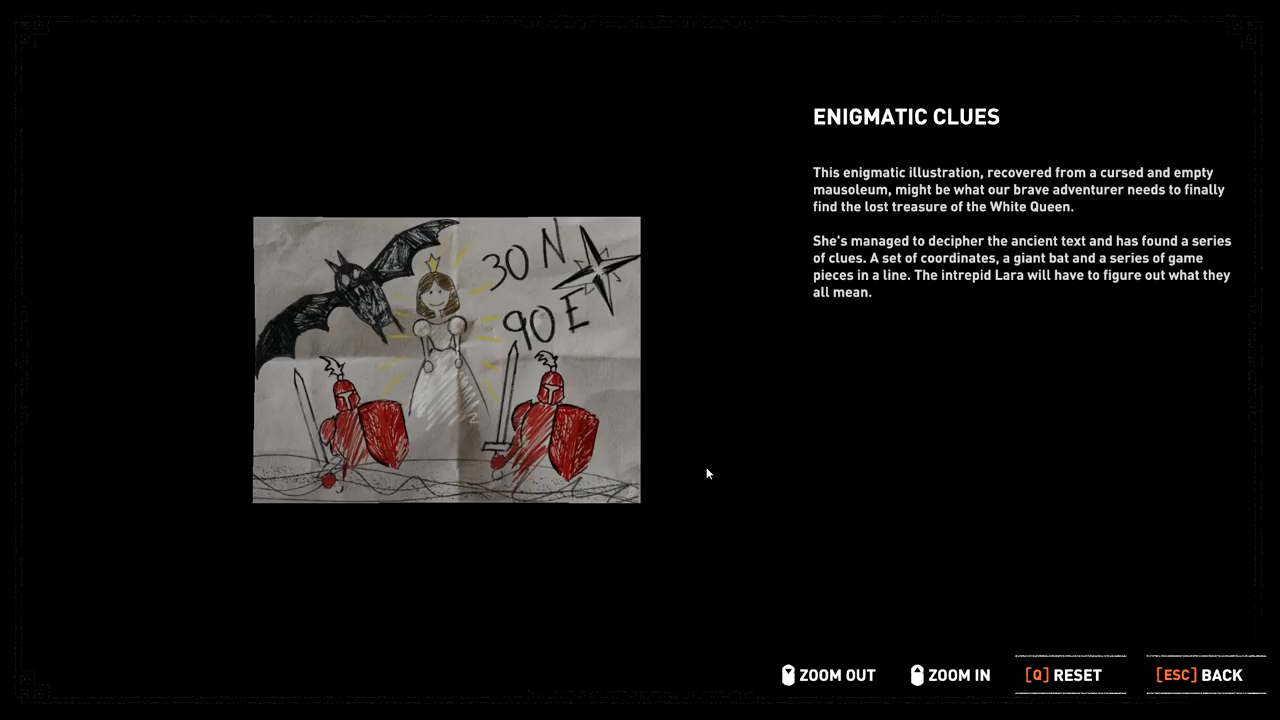 ENIGMATIC CLUES
This enigmatic illustration, recovered from a cursed and empty
mausoleum, might be what our brave adventurer needs to finally
find the lost treasure of the White Queen.
She's managed to decipher the ancient text and has found a series
of clues. A set of coordinates, a giant bat and a series of game
pieces in a line. The intrepid Lara will have to figure out what they
all mean.
30 N
90 E
ZOOM OUT
ZOOM IN
[Q] RESET
[ESC] BACK